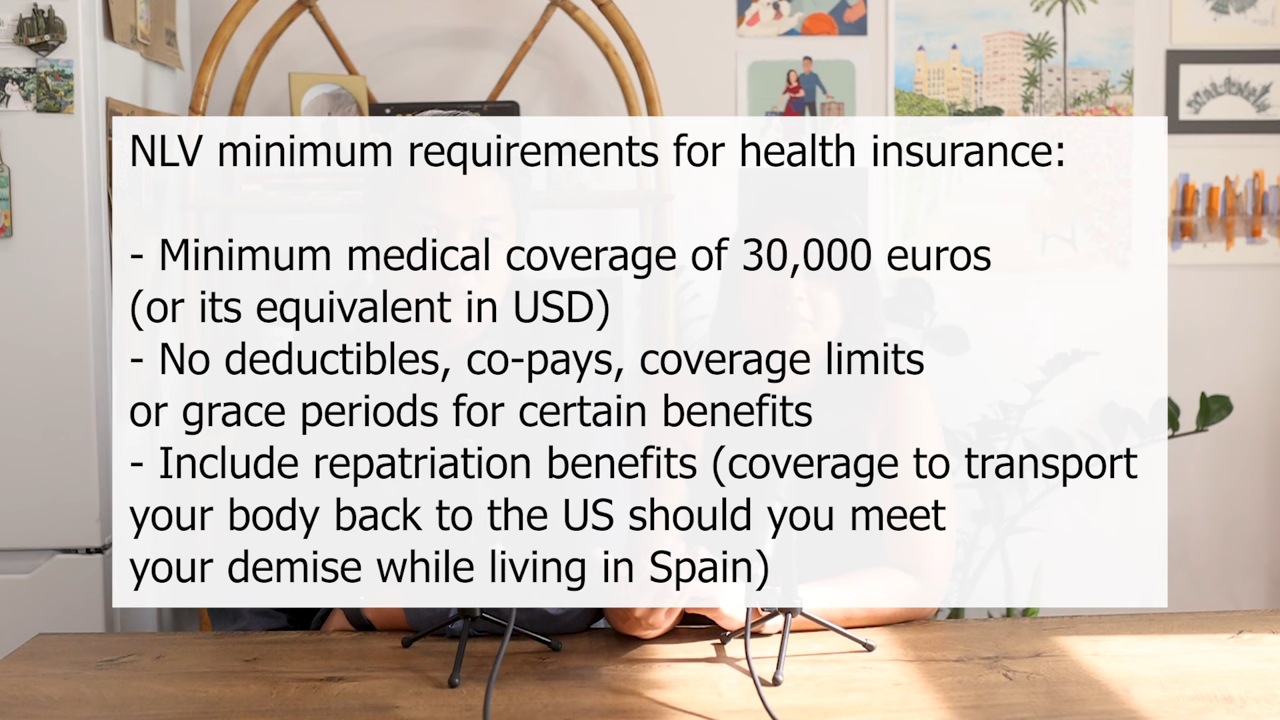 NLV minimum requirements for health insurance:
- Minimum medical coverage of 30,000 euros
(or its equivalent in USD)
- No deductibles, co-pays, coverage limits
or grace periods for certain benefits
- Include repatriation benefits (coverage to transport
your body back to the US should you meet
your demise while living in Spain)